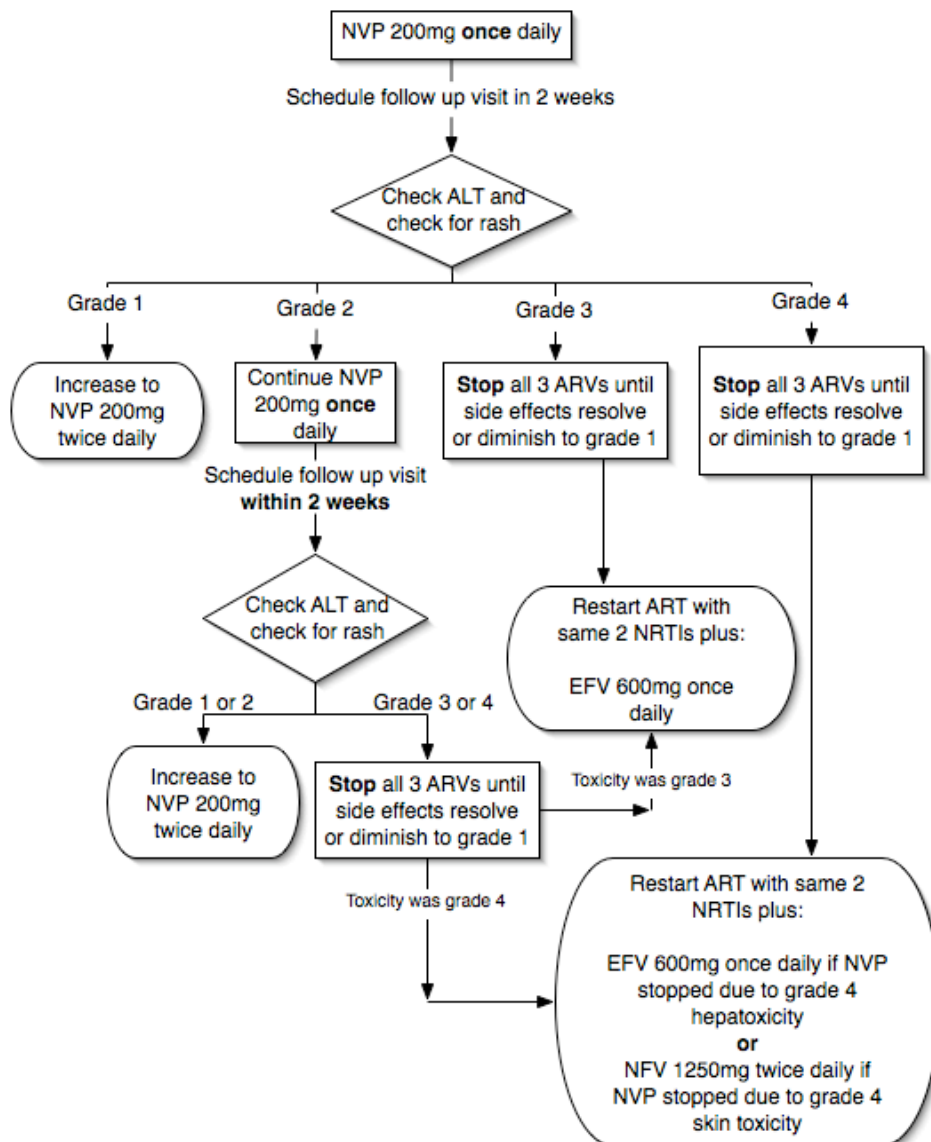 NVP 200mg once daily
Schedule follow up visit in 2 weeks
Check ALT and
check for rash
Grade 1
Grade 2
Grade 3
Grade 4
Increase to
NVP 200mg
twice daily
Continue NVP
200mg once
daily
Stop all 3 ARVs until
side effects resolve
or diminish to grade 1
Stop all 3 ARVs until
side effects resolve
or diminish to grade 1
Schedule follow up visit
within 2 weeks
Check ALT and
check for rash
Restart ART with
same 2 NRTIs plus:
EFV 600mg once
daily
Grade 1 or 2
Grade 3 or 4
Increase to
NVP 200mg
twice daily
Stop all 3 ARVs until
side effects resolve
or diminish to grade 1
Toxicity was grade 3
Toxicity was grade 4
Restart ART with same 2
NRTIs plus:
EFV 600mg once daily if NVP
stopped due to grade 4
hepatoxicity
or
NFV 1250mg twice daily if
NVP stopped due to grade 4
skin toxicity